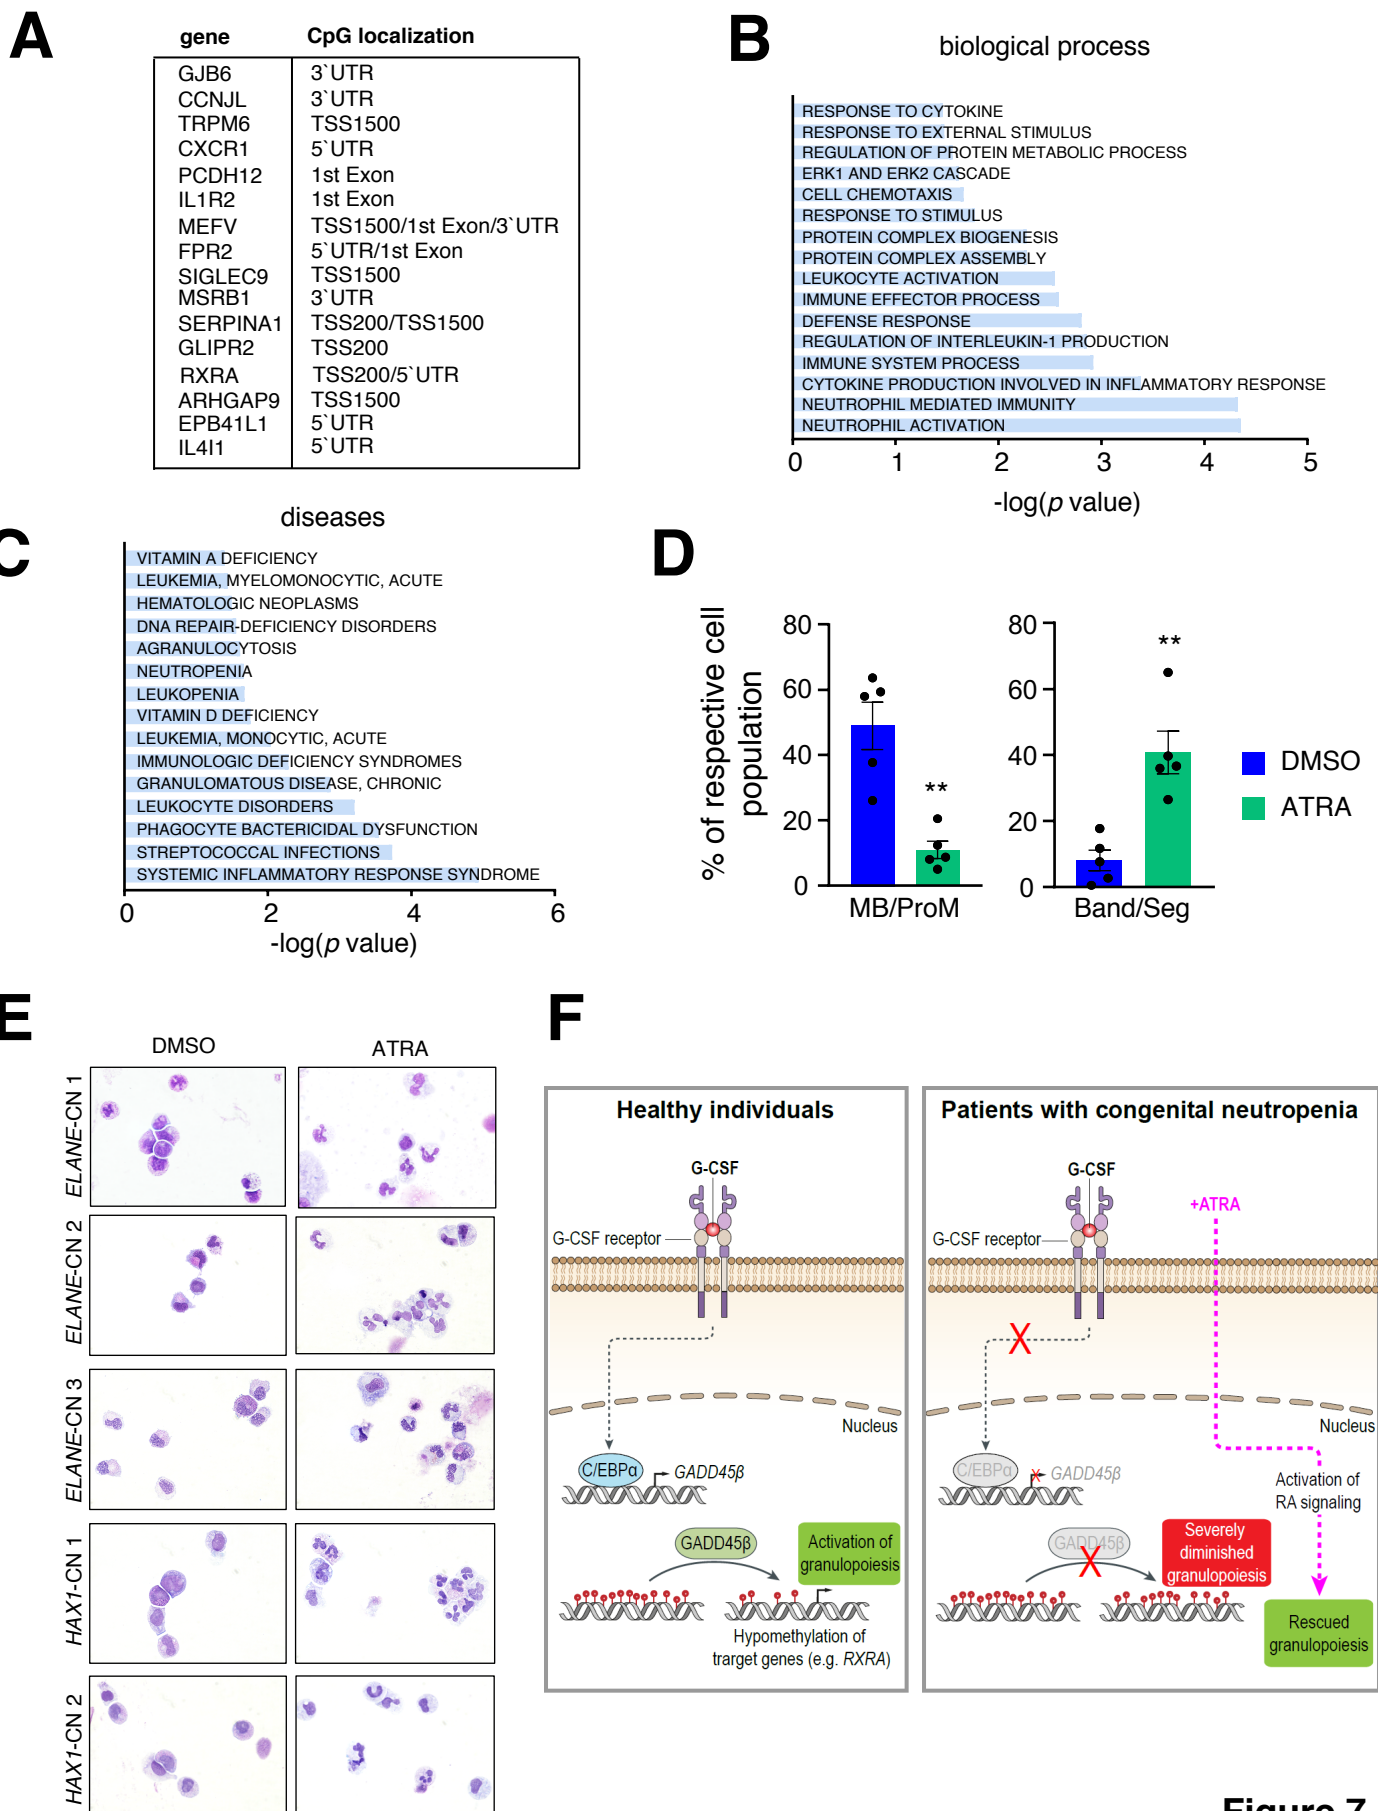 A
gene CpG localization
GJB6 3`UTR
CCNJL 3`UTR
TRPM6 TSS1500
CXCR1 5`UTR
PCDH12 1st Exon
IL1R2 1st Exon
MEFV TSS1500/1st Exon/3`UTR
FPR2 5`UTR/1st Exon
SIGLEC9 TSS1500
MSRB1 3`UTR
SERPINA1 TSS200/TSS1500
GLIPR2 TSS200
RXRA TSS200/5`UTR
ARHGAP9 TSS1500
EPB41L1 5`UTR
IL4I1 5`UTR
B
biological process
RESPONSE TO CYTOKINE
RESPONSE TO EXTERNAL STIMULUS
REGULATION OF PROTEIN METABOLIC PROCESS
ERK1 AND ERK2 CASCADE
CELL CHEMOTAXIS
RESPONSE TO STIMULUS
PROTEIN COMPLEX BIOGENESIS
PROTEIN COMPLEX ASSEMBLY
LEUKOCYTE ACTIVATION
IMMUNE EFFECTOR PROCESS
DEFENSE RESPONSE
REGULATION OF INTERLEUKIN-1 PRODUCTION
IMMUNE SYSTEM PROCESS
CYTOKINE PRODUCTION INVOLVED IN INFLAMMATORY RESPONSE
NEUTROPHIL MEDIATED IMMUNITY
NEUTROPHIL ACTIVATION
0 1 2 3 4 5
-log(p value)
C
diseases
VITAMIN A DEFICIENCY
LEUKEMIA, MYELOMONOCYTIC, ACUTE
HEMATOLOGIC NEOPLASMS
DNA REPAIR-DEFICIENCY DISORDERS
AGRANULOCYTOSIS
NEUTROPENIA
LEUKOPENIA
VITAMIN D DEFICIENCY
LEUKEMIA, MONOCYTIC, ACUTE
IMMUNOLOGIC DEFICIENCY SYNDROMES
GRANULOMATOUS DISEASE, CHRONIC
LEUKOCYTE DISORDERS
PHAGOCYTE BACTERICIDAL DYSFUNCTION
STREPTOCOCCAL INFECTIONS
SYSTEMIC INFLAMMATORY RESPONSE SYNDROME
0 2 4 6
-log(p value)
D
% of respective cell
population
80
60
40
20
0
**
MB/ProM
80
60
40
20
0
**
Band/Seg
DMSO
ATRA
E
DMSO ATRA
ELANE-CN 1
ELANE-CN 2
ELANE-CN 3
HAX1-CN 1
HAX1-CN 2
F
Healthy individuals
G-CSF
G-CSF receptor
Nucleus
C/EBPα
GADD45β
GADD45β
Activation of
granulopoiesis
Hypomethylation of
trarget genes (e.g. RXRA)
Patients with congenital neutropenia
G-CSF
+ATRA
G-CSF receptor
X
Nucleus
C/EBPα
x
GADD45β
Activation of
RA signaling
GADD45β
X
Severely
diminished
granulopoiesis
Rescued
granulopoiesis
Figure 7